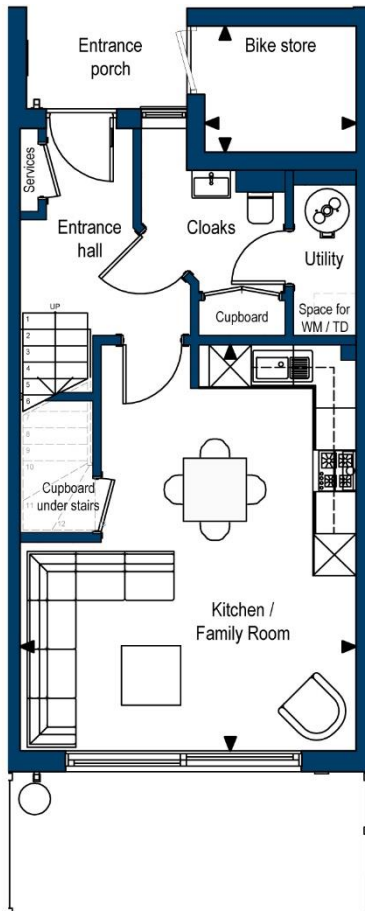 Entrance
porch
Bike store
Services
Entrance
hall
Cloaks
Utility
Cupboard
Space for
WM / TD
UP
1
2
3
4
5
6
8
9
10
11
12
Cupboard
under stairs
Kitchen /
Family Room